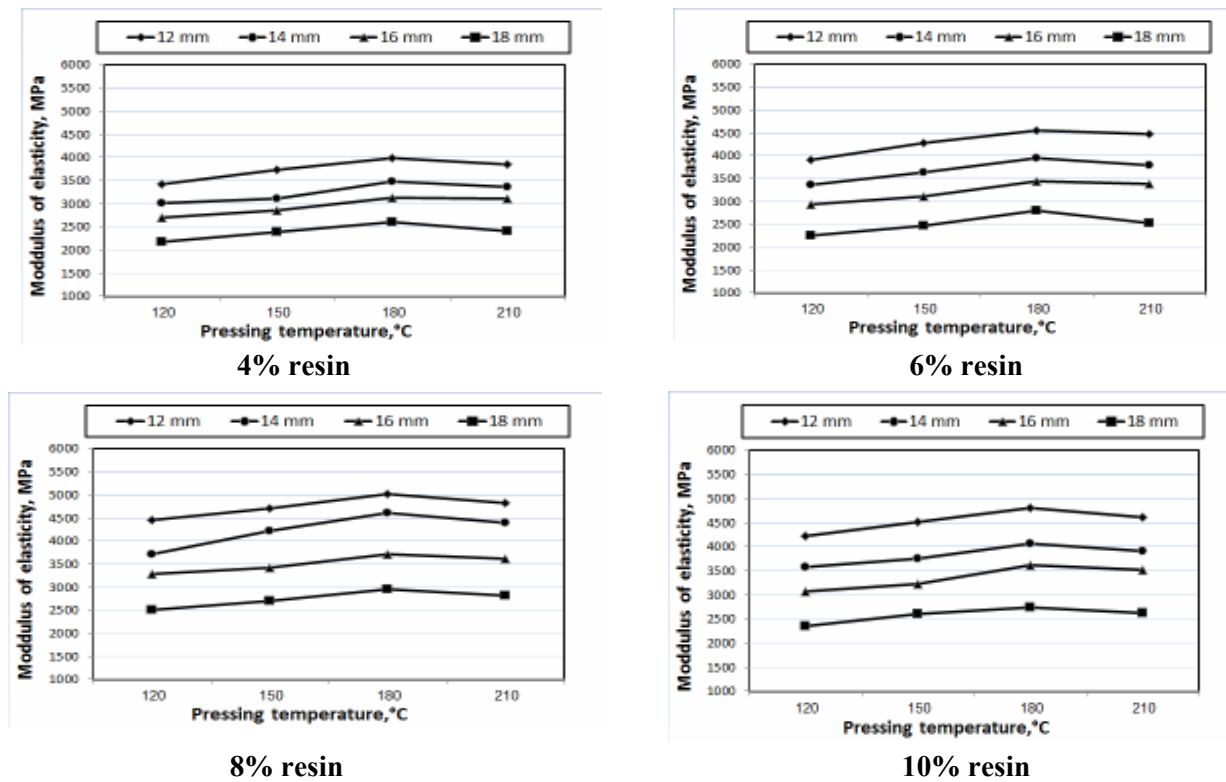 12 mm 14 mm 16 mm 18 mm
6000
5500
5000
4500
4000
3500
3000
2500
2000
1500
1000
Moddulus of elasticity, MPa
120 150 180 210
Pressing temperature,°C
4% resin
12 mm 14 mm 16 mm 18 mm
6000
5500
5000
4500
4000
3500
3000
2500
2000
1500
1000
Moddulus of elasticity, MPa
120 150 180 210
Pressing temperature,°C
6% resin
12 mm 14 mm 16 mm 18 mm
6000
5500
5000
4500
4000
3500
3000
2500
2000
1500
1000
Moddulus of elasticity, MPa
120 150 180 210
Pressing temperature,°C
8% resin
12 mm 14 mm 16 mm 18 mm
6000
5500
5000
4500
4000
3500
3000
2500
2000
1500
1000
Moddulus of elasticity, MPa
120 150 180 210
Pressing temperature,°C
10% resin